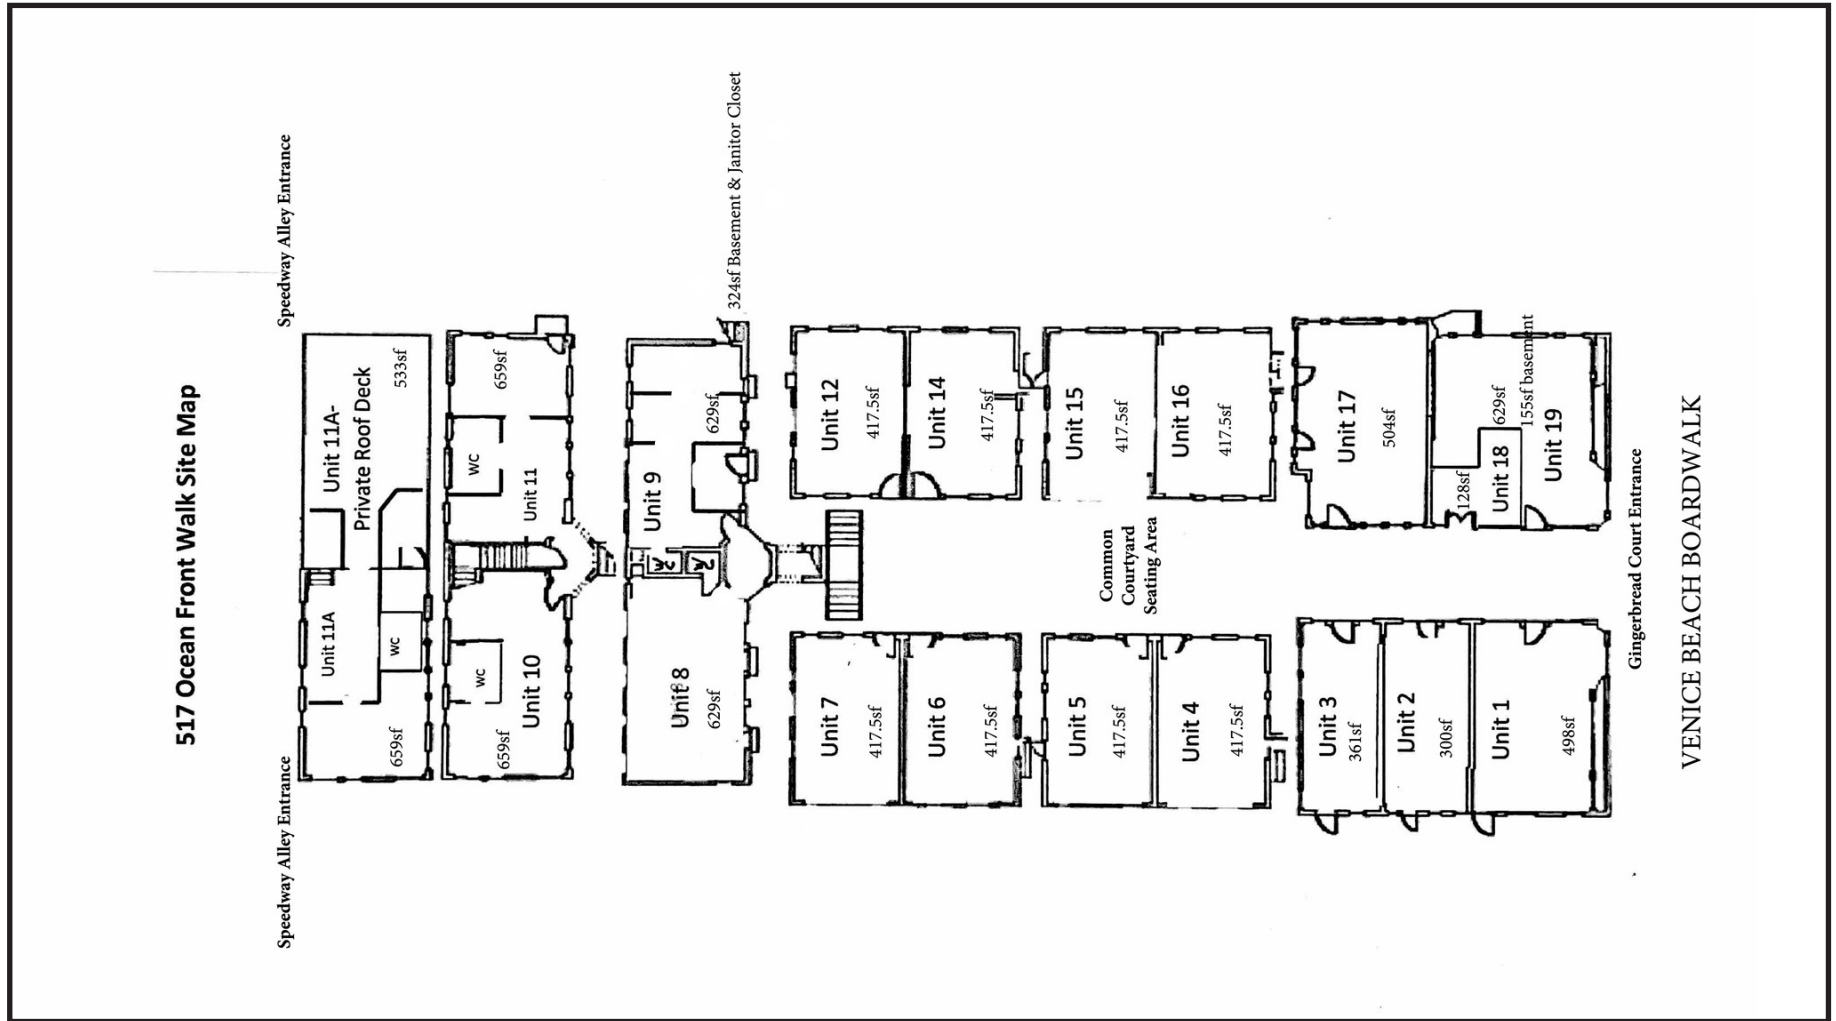 517 Ocean Front Walk Site Map
Speedway Alley Entrance
Speedway Alley Entrance
Unit 11A-
Private Roof Deck
533sf
Unit 11A
wc
659sf
659sf
wc
Unit 11
wc
Unit 10
659sf
324sf Basement & Janitor Closet
Unit 9
629sf
wc
wc
Unit 8
629sf
Unit 12
417.5sf
Unit 14
417.5sf
Unit 15
417.5sf
Unit 16
417.5sf
Unit 7
417.5sf
Unit 6
417.5sf
Unit 5
417.5sf
Unit 4
417.5sf
Common
Courtyard
Seating Area
Unit 17
504sf
128sf
Unit 18
629sf
155sf basement
Unit 19
Unit 3
361sf
Unit 2
300sf
Unit 1
498sf
Gingerbread Court Entrance
VENICE BEACH BOARDWALK